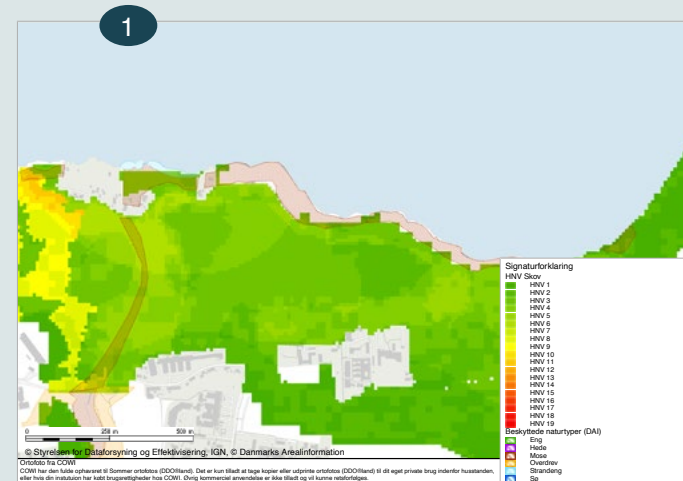 1
Signaturforklaring
HNV Skov
HNV 1
HNV 2
HNV 3
HNV 4
HNV 5
HNV 6
HNV 7
HNV 8
HNV 9
HNV 10
HNV 11
HNV 12
HNV 13
HNV 14
HNV 15
HNV 16
HNV 17
HNV 18
HNV 19
Beskyttede naturtyper (DAI)
Eng
Hede
Mose
Overdrev
Strandeng
Sø
0 250 m 500 m
© Styrelsen for Dataforsyning og Effektivisering, IGN, © Danmarks Arealinformation
Ortofoto fra COWI
COWI har den fulde ophavsret til Sommer ortofotos (DDO®land). Det er kun tilladt at tage kopier eller udprinte ortofotos (DDO®land) til dit eget private brug indenfor husstanden,
eller hvis din instutuion har købt brugsrettigheder hos COWI. Øvrig kommerciel anvendelse er ikke tilladt og vil kunne retsforfølges.